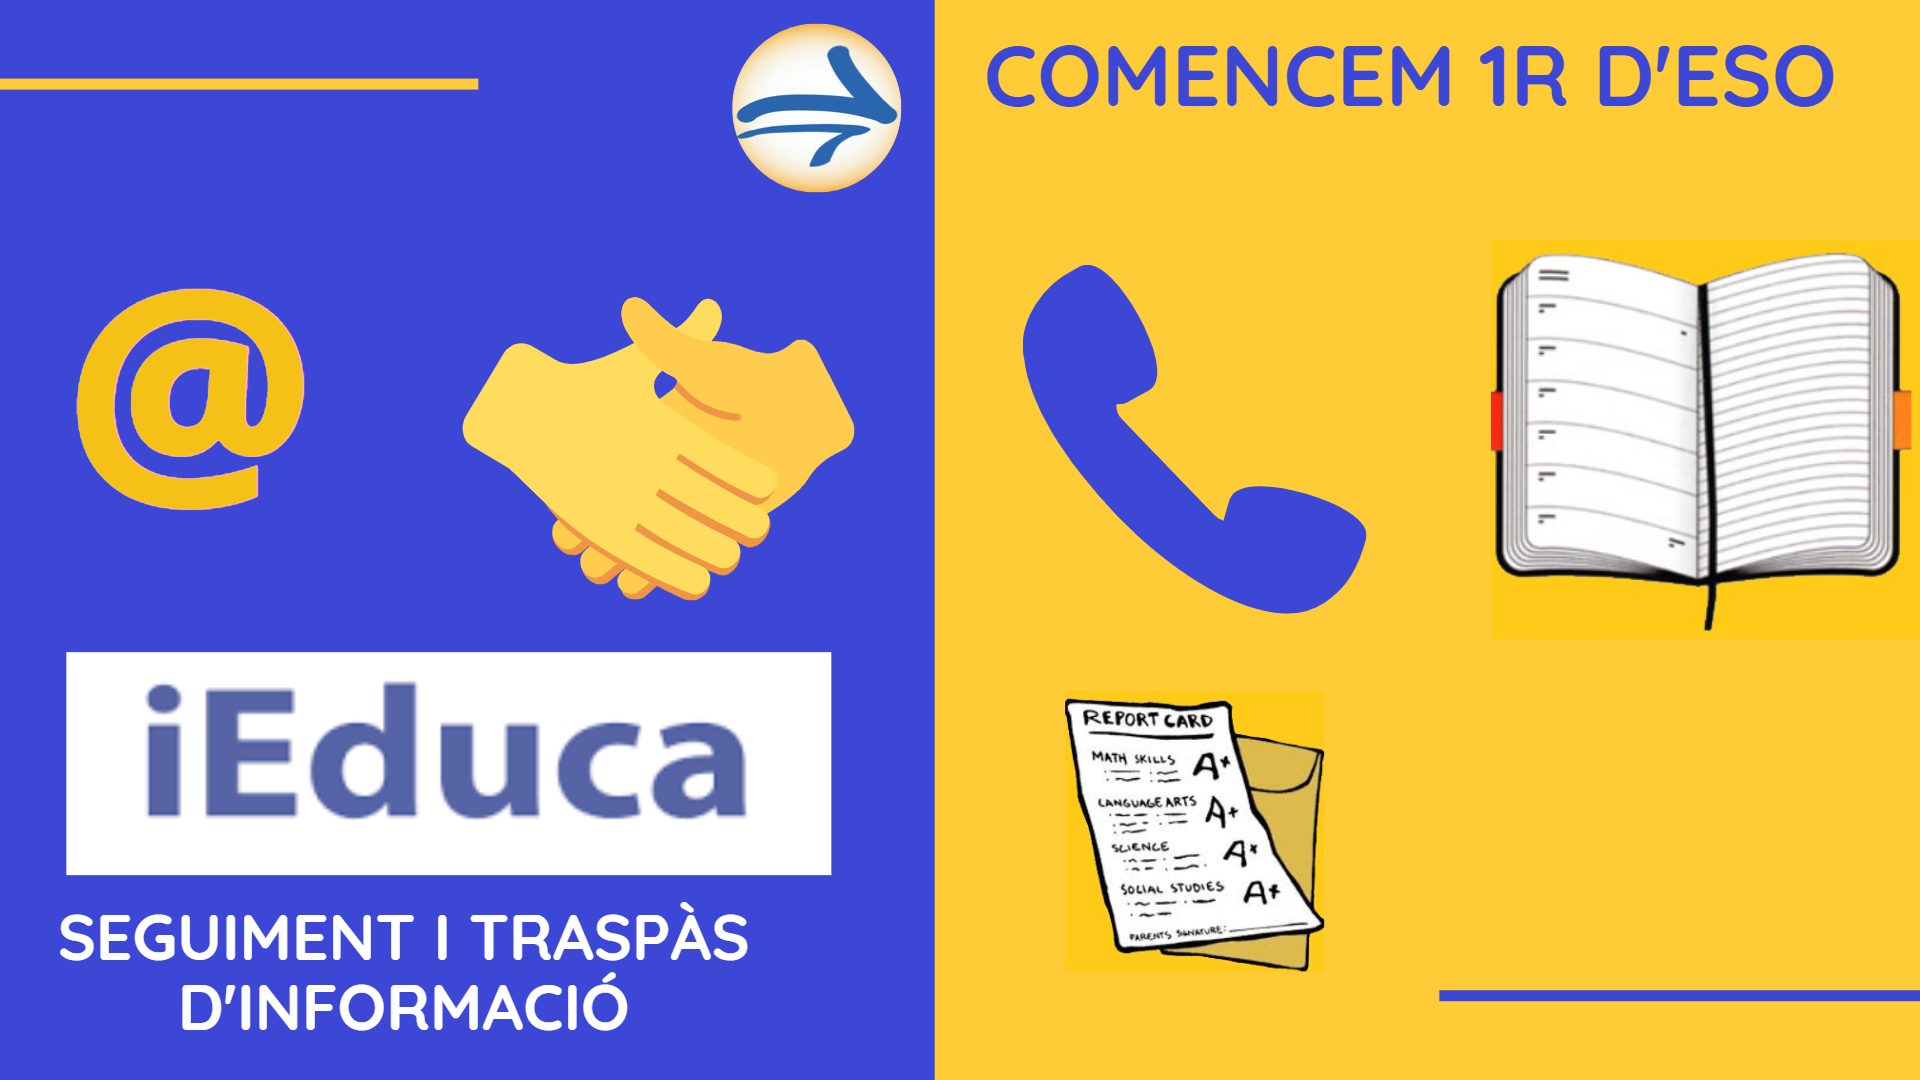 COMENCEM 1R D'ESO
@
iEduca
SEGUIMENT I TRASPÀS
D'INFORMACIÓ
REPORT CARD
MATH SKILLS A+
LANGUAGE ARTS A+
SCIENCE A+
SOCIAL STUDIES A+
PARENTS SIGNATURE: